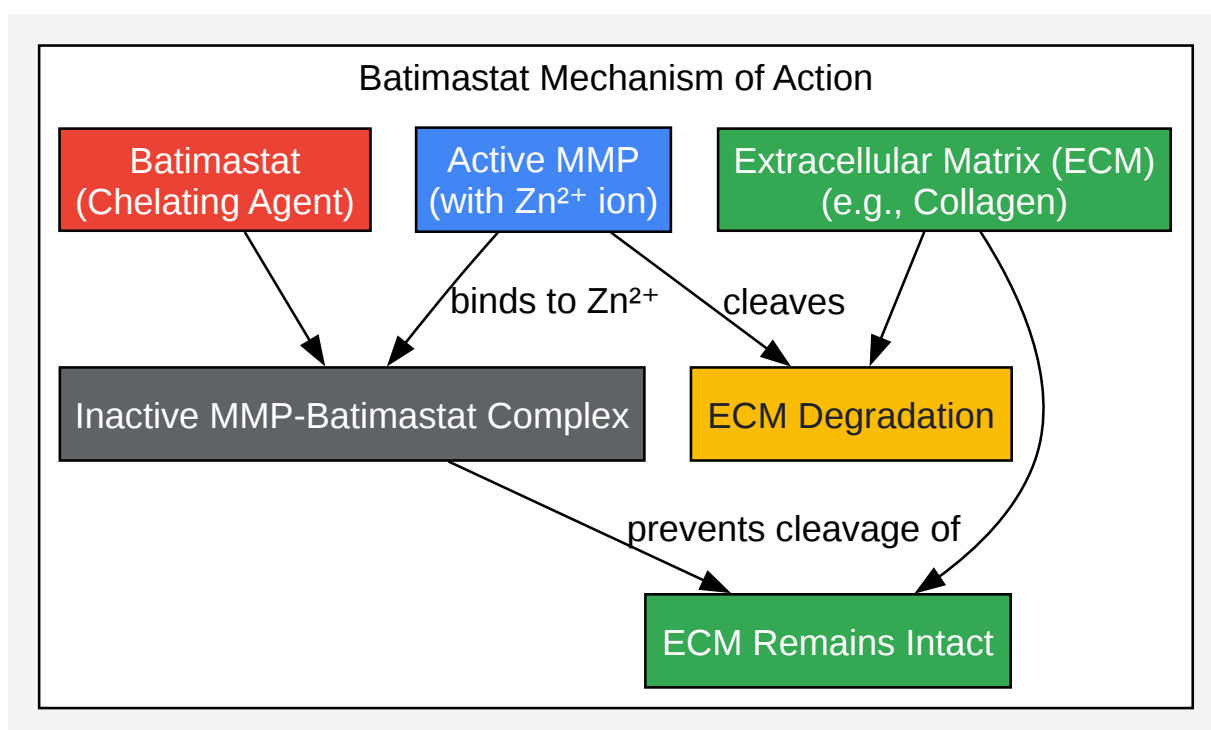 Batimastat Mechanism of Action
Batimastat
(Chelating Agent)
Active MMP
(with Zn²⁺ ion)
Extracellular Matrix (ECM)
(e.g., Collagen)
binds to Zn²⁺
cleaves
Inactive MMP-Batimastat Complex
ECM Degradation
prevents cleavage of
ECM Remains Intact